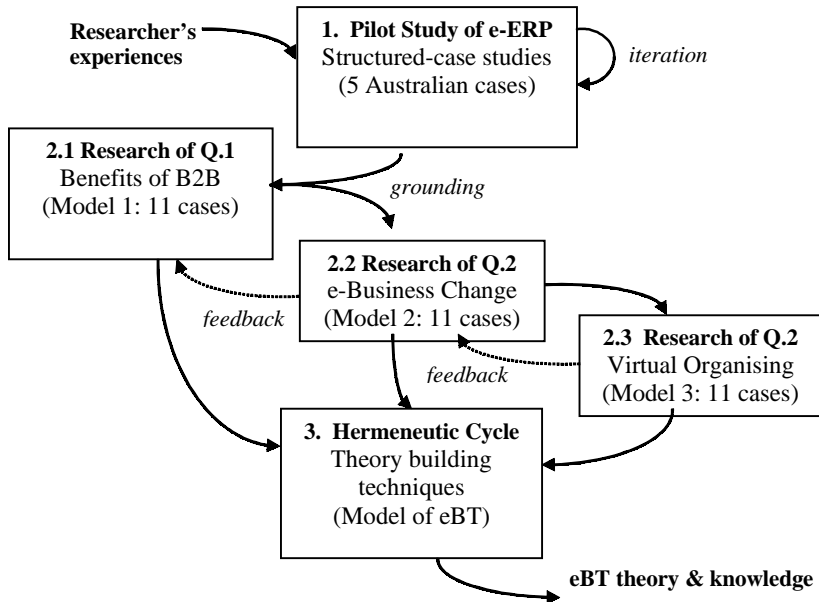 Researcher's
experiences
1. Pilot Study of e-ERP
Structured-case studies
(5 Australian cases)
iteration
2.1 Research of Q.1
Benefits of B2B
(Model 1: 11 cases)
grounding
2.2 Research of Q.2
e-Business Change
(Model 2: 11 cases)
feedback
2.3 Research of Q.2
Virtual Organising
(Model 3: 11 cases)
feedback
3. Hermeneutic Cycle
Theory building
techniques
(Model of eBT)
eBT theory & knowledge